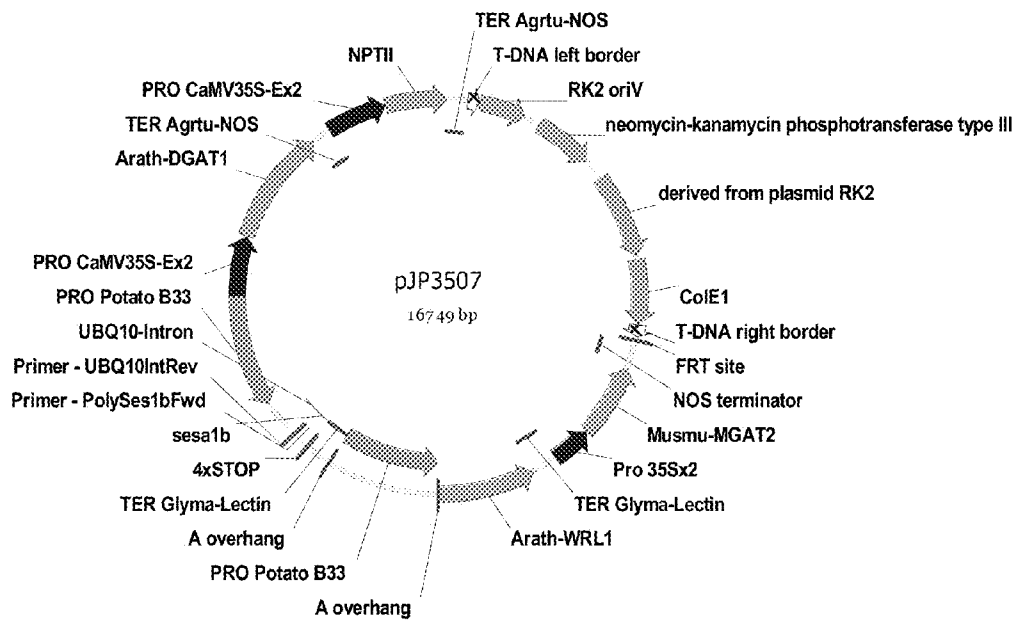 TER Agrtu-NOS
NPTII
T-DNA left border
PRO CaMV35S-Ex2
RK2 oriV
TER Agrtu-NOS
neomycin-kanamycin phosphotransferase type III
Arath-DGAT1
derived from plasmid RK2
PRO CaMV35S-Ex2
pJP3507
16749 bp
PRO Potato B33
ColE1
UBQ10-Intron
T-DNA right border
Primer - UBQ10IntRev
FRT site
Primer - PolySes1bFwd
NOS terminator
sesa1b
Musmu-MGAT2
4xSTOP
Pro 35Sx2
TER Glyma-Lectin
TER Glyma-Lectin
A overhang
Arath-WRL1
PRO Potato B33
A overhang